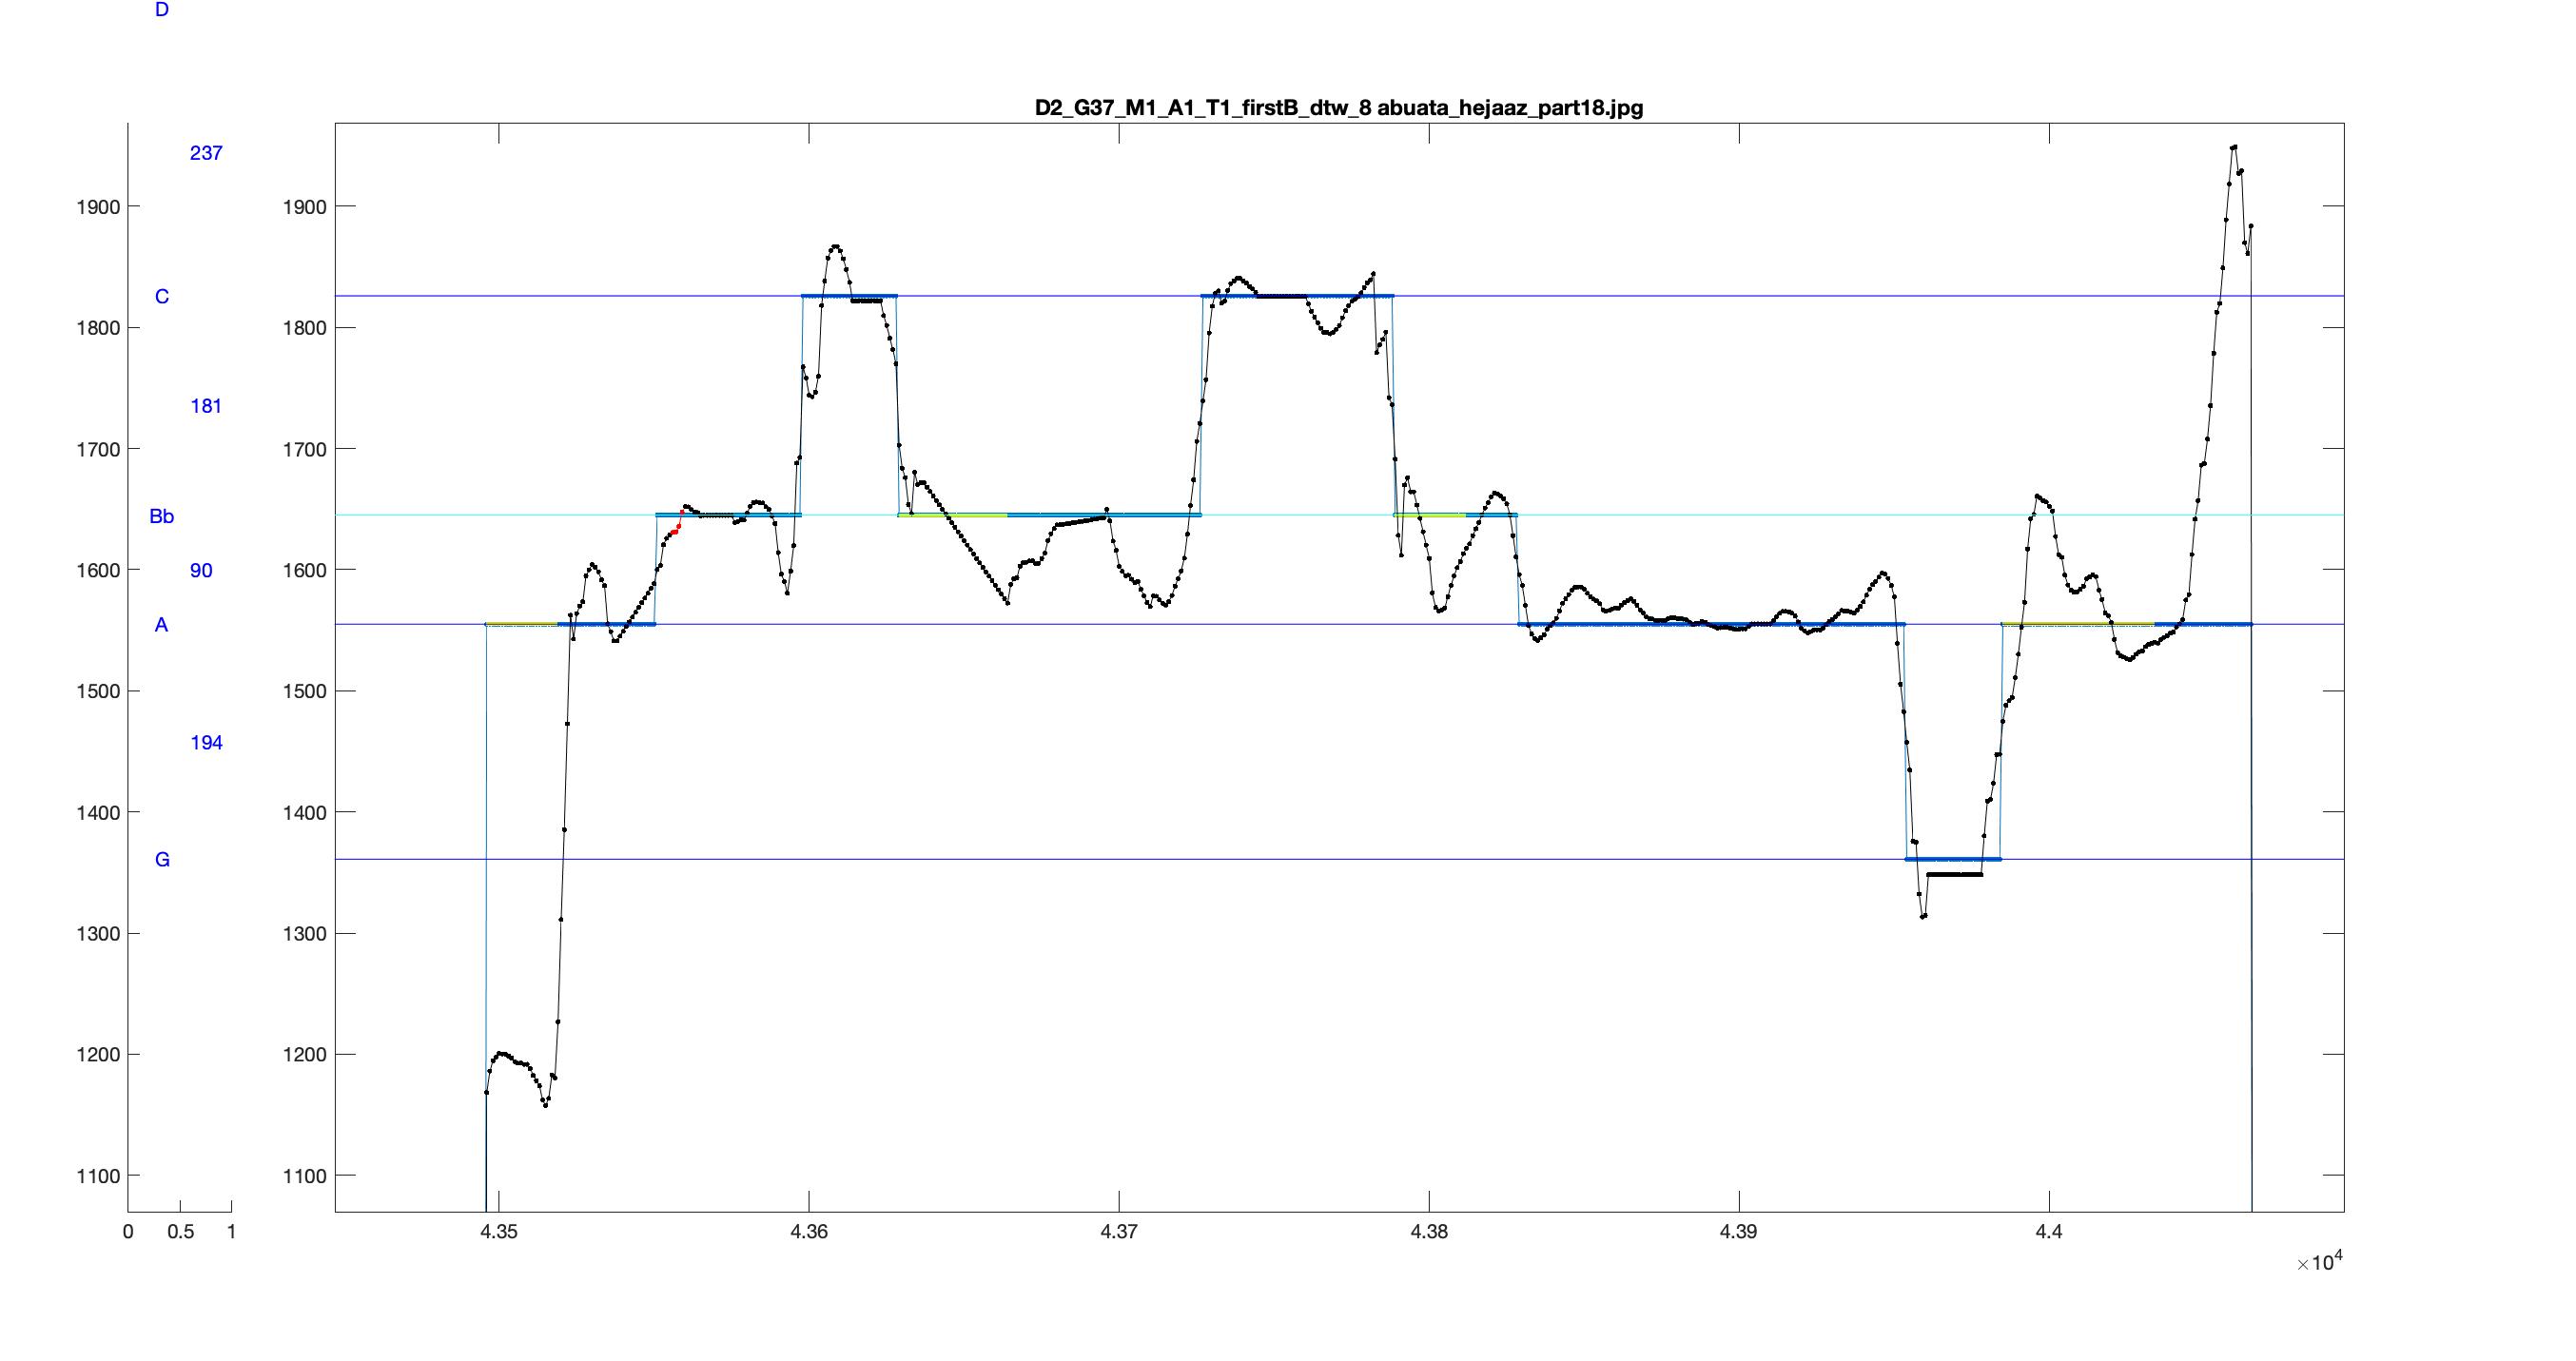 D
D2_G37_M1_A1_T1_firstB_dtw_8 abuata_hejaaz_part18.jpg
237
1900 1900
C
1800 1800
181
1700 1700
Bb
1600 90 1600
A
1500 1500
194
1400 1400
G
1300 1300
1200 1200
1100 1100
0 0.5 1 4.35 4.36 4.37 4.38 4.39 4.4
×10^4